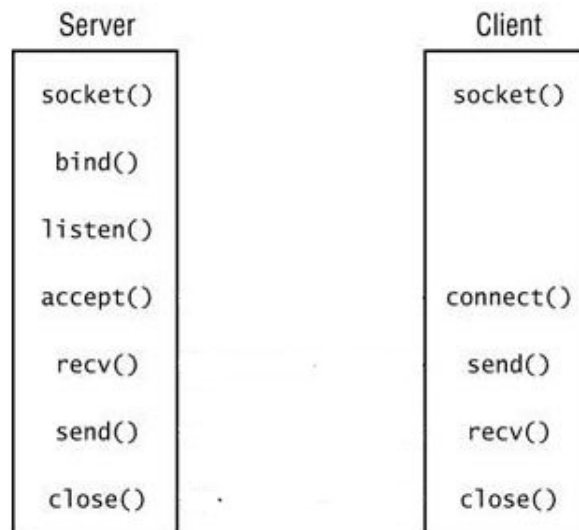 Server Client
socket() socket()
bind()
listen()
accept() connect()
recv() send()
send() recv()
close() close()